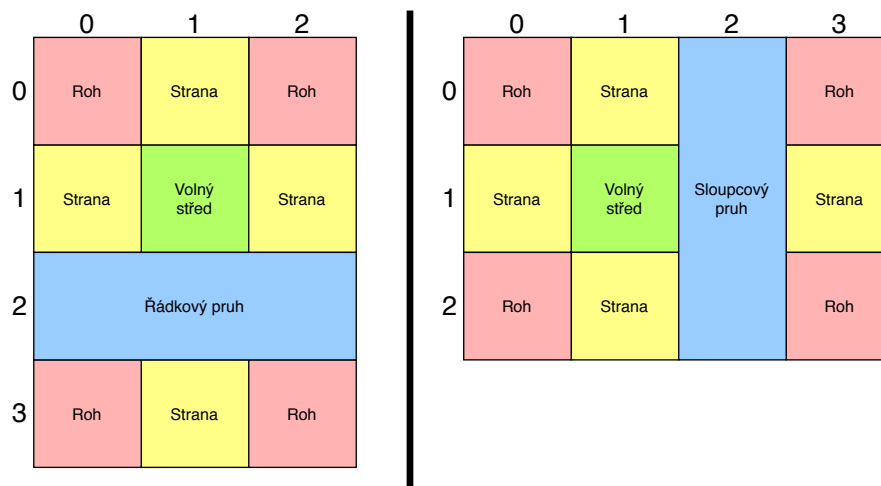 0 1 2
0 Roh Strana Roh
1 Strana Volný
střed Strana
2 Řádkový pruh
3 Roh Strana Roh
0 1 2 3
0 Roh Strana Roh
1 Strana Volný
střed Sloupcový
pruh Strana
2 Roh Strana Roh